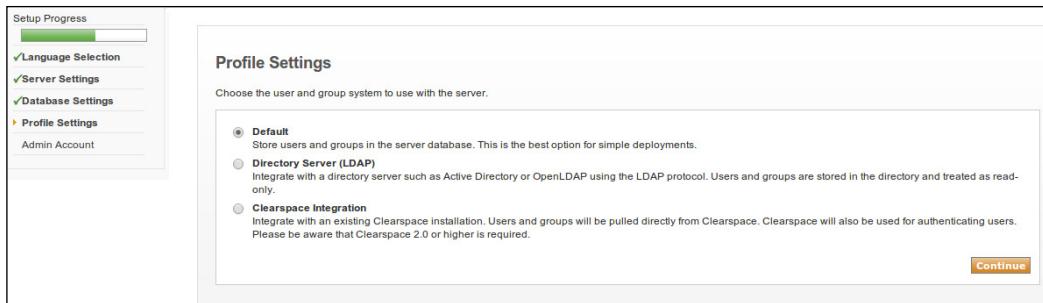 Setup Progress
✓Language Selection
✓Server Settings
✓Database Settings
Profile Settings
Admin Account
Profile Settings
Choose the user and group system to use with the server.
Default
Store users and groups in the server database. This is the best option for simple deployments.
Directory Server (LDAP)
Integrate with a directory server such as Active Directory or OpenLDAP using the LDAP protocol. Users and groups are stored in the directory and treated as read-
only.
Clearspace Integration
Integrate with an existing Clearspace installation. Users and groups will be pulled directly from Clearspace. Clearspace will also be used for authenticating users.
Please be aware that Clearspace 2.0 or higher is required.
Continue